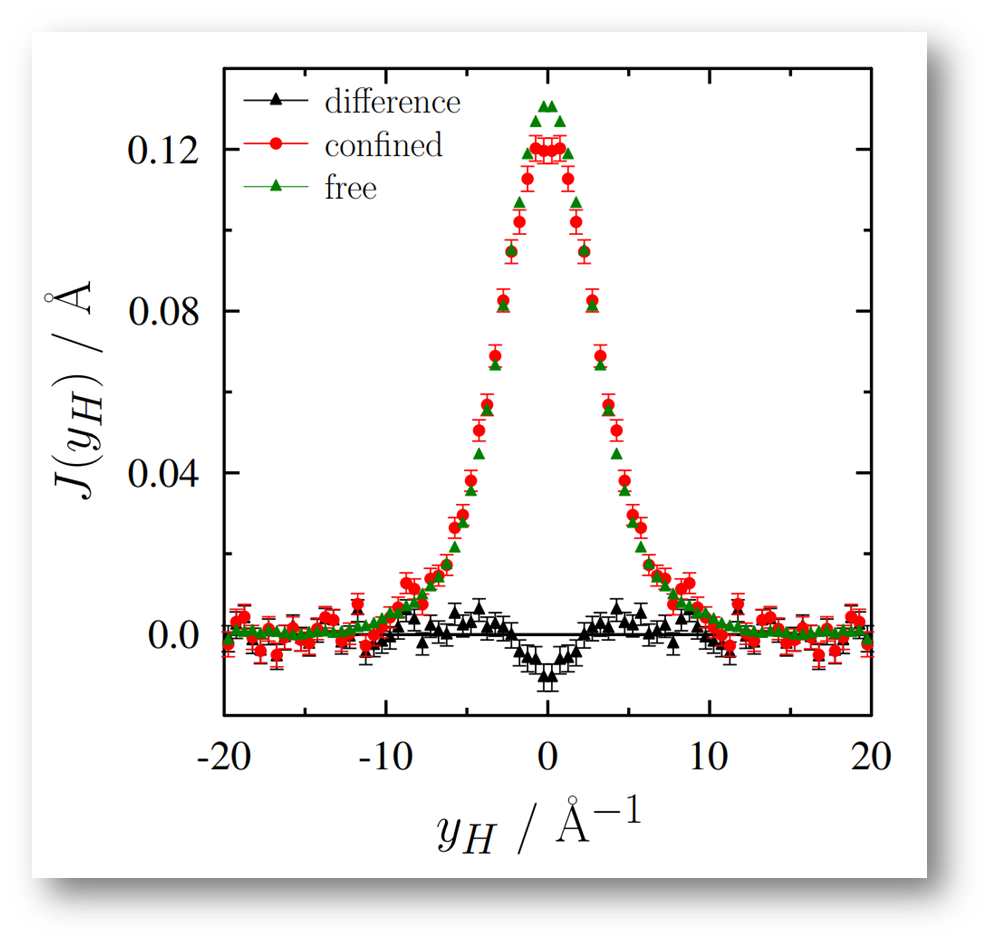 difference
confined
free
0.12
0.08
0.04
0.0
J(y_H) / Å
-20 -10 0 10 20
y_H / Å⁻¹